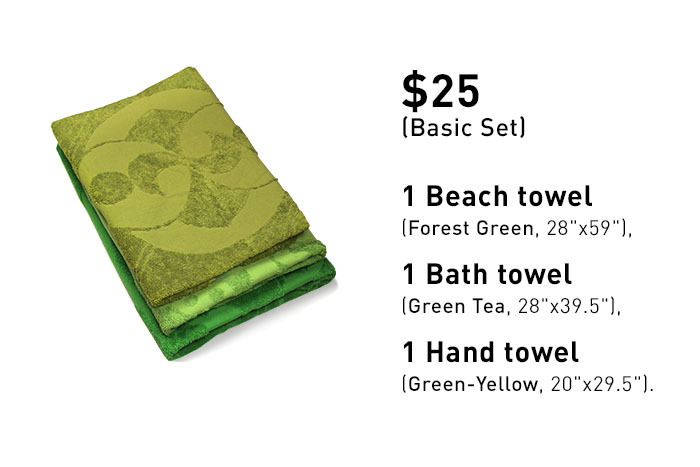 $25
(Basic Set)
1 Beach towel
(Forest Green, 28"x59"),
1 Bath towel
(Green Tea, 28"x39.5"),
1 Hand towel
(Green-Yellow, 20"x29.5").